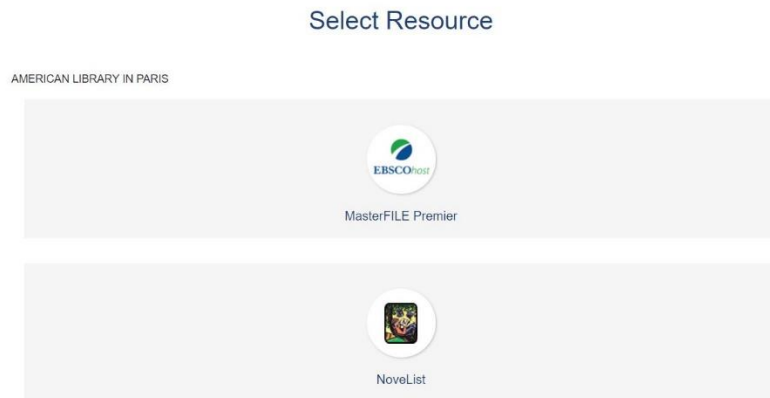 Select Resource
AMERICAN LIBRARY IN PARIS
EBSCOhost
MasterFILE Premier
NoveList